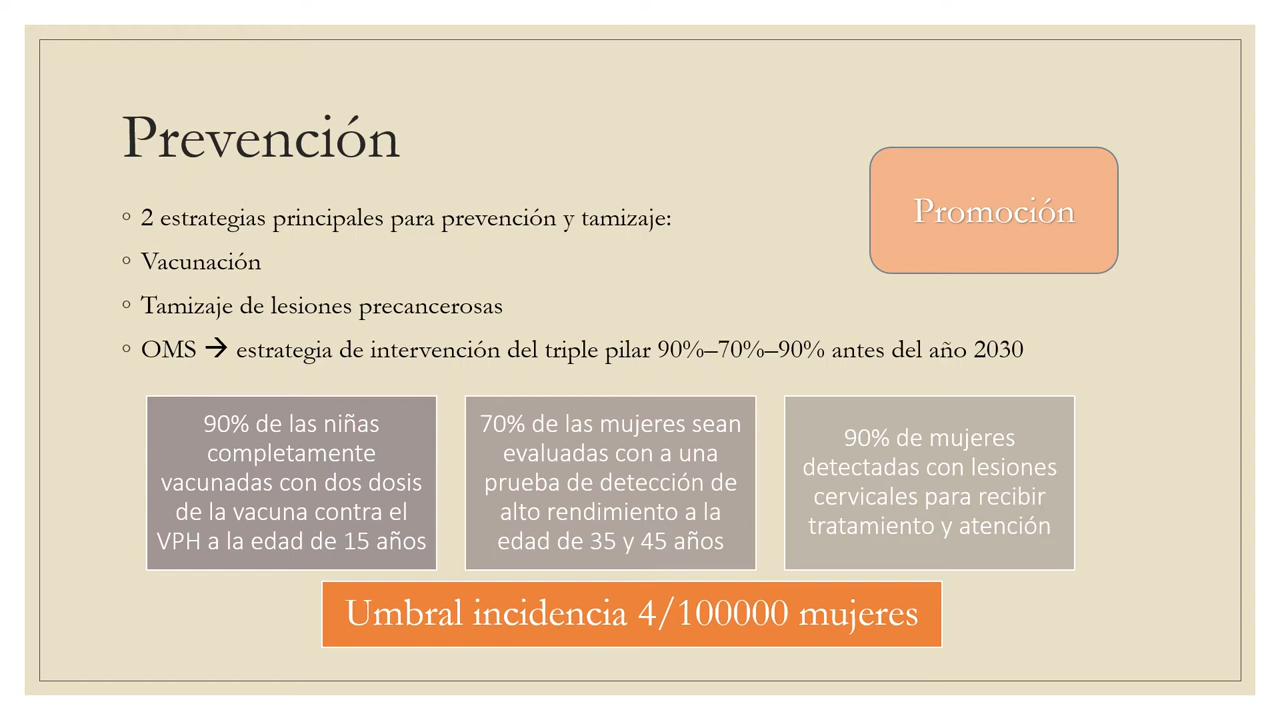 Prevención
Promoción
◦ 2 estrategias principales para prevención y tamizaje:
◦ Vacunación
◦ Tamizaje de lesiones precancerosas
◦ OMS → estrategia de intervención del triple pilar 90%–70%–90% antes del año 2030
90% de las niñas
completamente
vacunadas con dos dosis
de la vacuna contra el
VPH a la edad de 15 años
70% de las mujeres sean
evaluadas con a una
prueba de detección de
alto rendimiento a la
edad de 35 y 45 años
90% de mujeres
detectadas con lesiones
cervicales para recibir
tratamiento y atención
Umbral incidencia 4/100000 mujeres